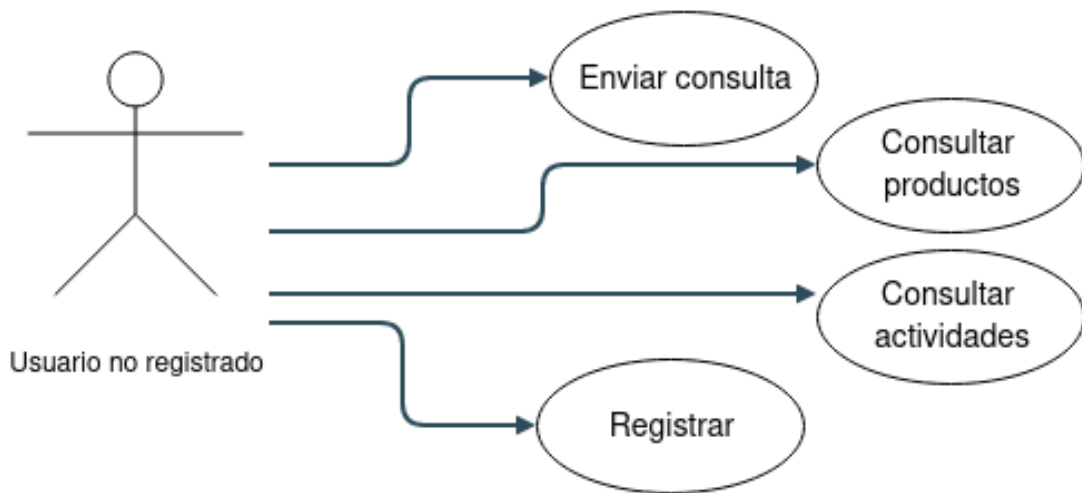 Enviar consulta
Consultar
productos
Consultar
actividades
Usuario no registrado
Registrar